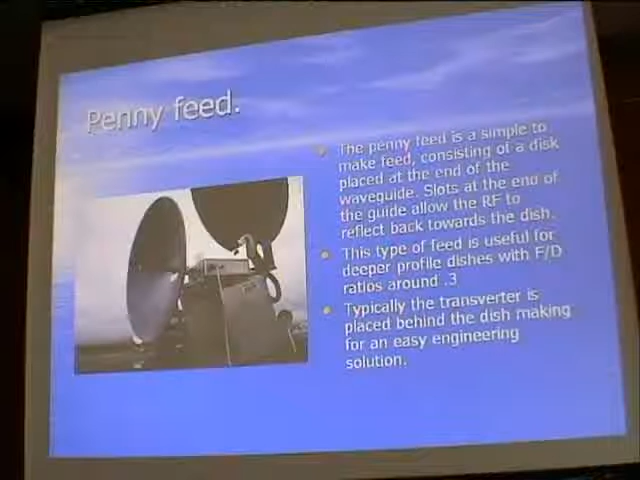 Penny feed.
The penny feed is a simple to
make feed, consisting of a disk
placed at the end of the
waveguide. Slots at the end of
the guide allow the RF to
reflect back towards the dish.
This type of feed is useful for
deeper profile dishes with F/D
ratios around .3
Typically the transverter is
placed behind the dish making
for an easy engineering
solution.